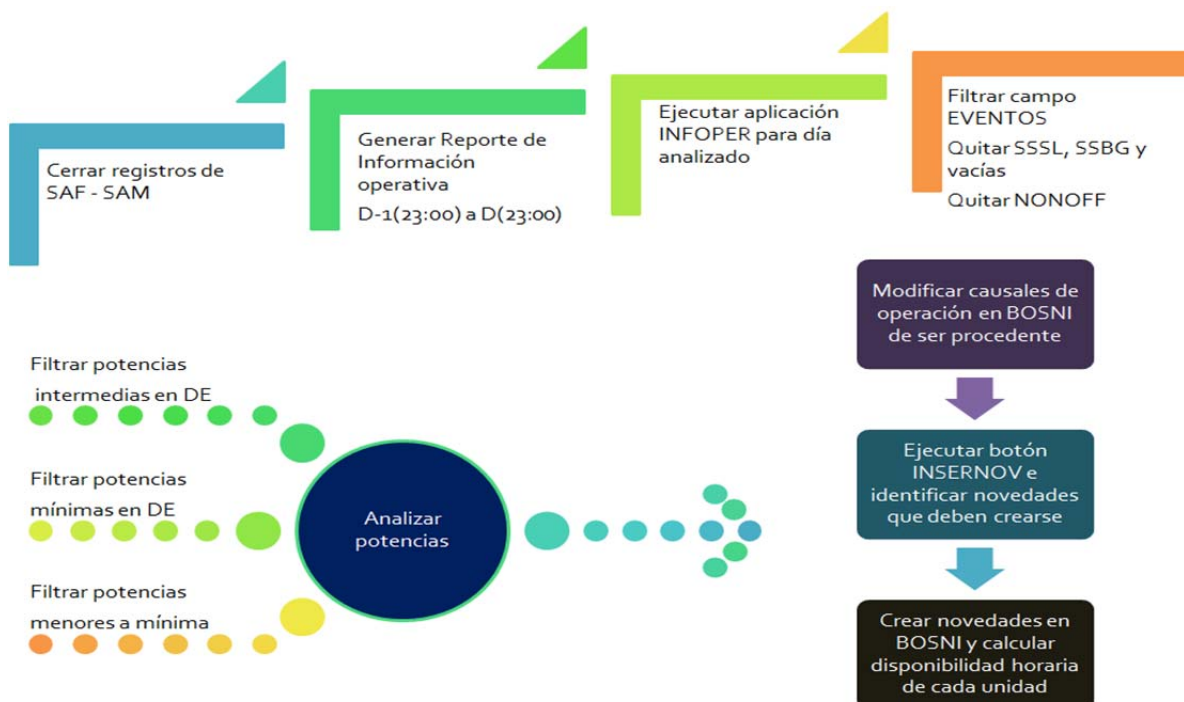 Cerrar registros de
SAF - SAM
Generar Reporte de
Información
operativa
D-1(23:00) a D(23:00)
Ejecutar aplicación
INFOPER para día
analizado
Filtrar campo
EVENTOS
Quitar SSSL, SSBG y
vacías
Quitar NONOFF
Filtrar potencias
intermedias en DE
Filtrar potencias
mínimas en DE
Filtrar potencias
menores a mínima
Analizar
potencias
Modificar causales de
operación en BOSNI
de ser procedente
Ejecutar botón
INSERNOV e
identificar novedades
que deben crearse
Crear novedades en
BOSNI y calcular
disponibilidad horaria
de cada unidad